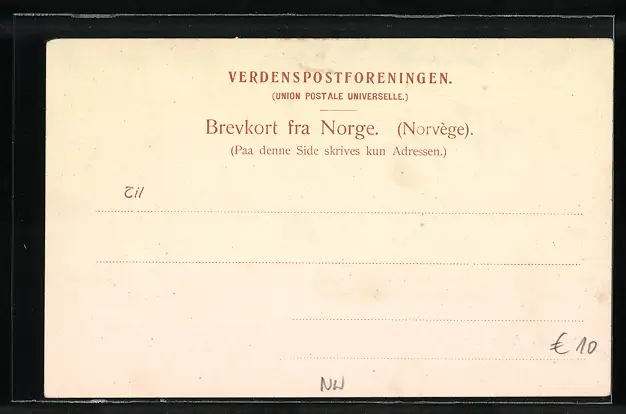 VERDENSPOSTFORENINGEN.
(UNION POSTALE UNIVERSELLE.)
Brevkort fra Norge. (Norvège).
(Paa denne Side skrives kun Adressen.)
Til
€ 10
NW